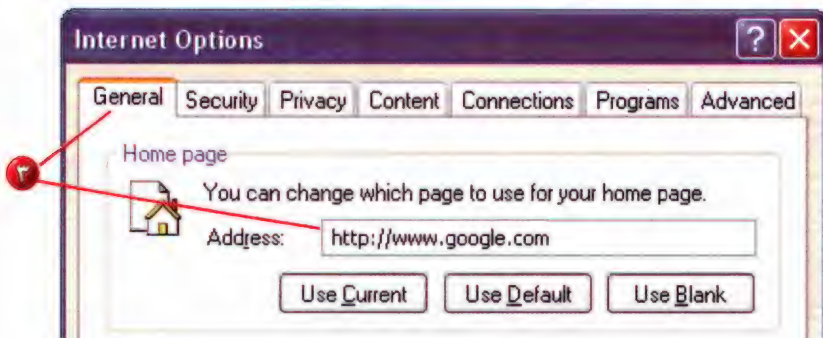 Internet Options
General Security Privacy Content Connections Programs Advanced
۳
Home page
You can change which page to use for your home page.
Address: http://www.google.com
Use Current Use Default Use Blank